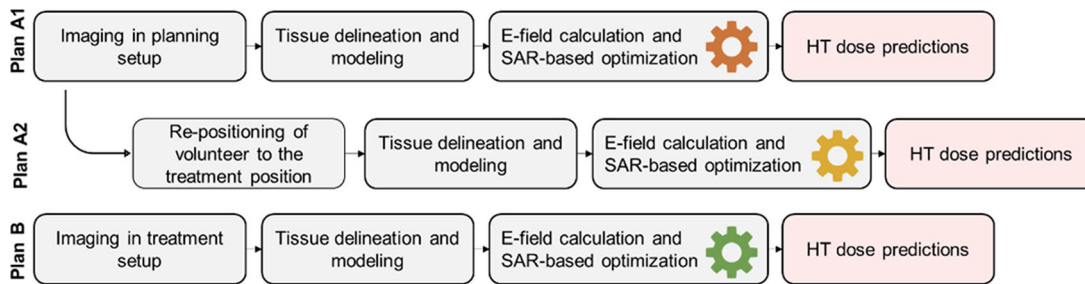 Plan A1
Imaging in planning
setup
Tissue delineation and
modeling
E-field calculation and
SAR-based optimization
HT dose predictions
Plan A2
Re-positioning of
volunteer to the
treatment position
Tissue delineation and
modeling
E-field calculation and
SAR-based optimization
HT dose predictions
Plan B
Imaging in treatment
setup
Tissue delineation and
modeling
E-field calculation and
SAR-based optimization
HT dose predictions